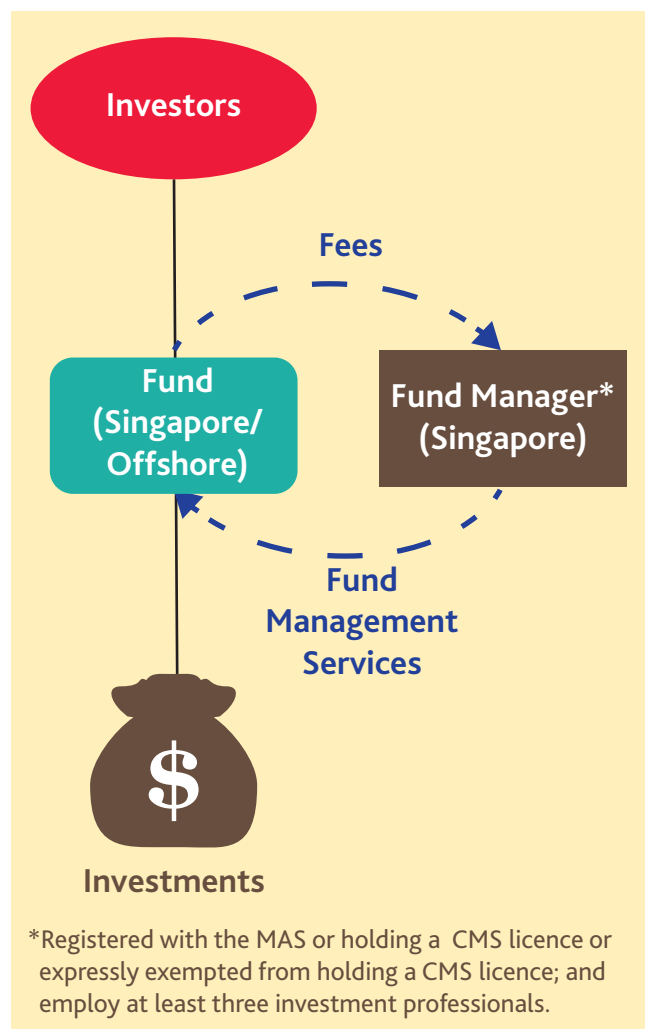 Investors
Fees
Fund
(Singapore/
Offshore)
Fund Manager*
(Singapore)
Fund
Management
Services
$
Investments
*Registered with the MAS or holding a CMS licence or
expressly exempted from holding a CMS licence; and
employ at least three investment professionals.